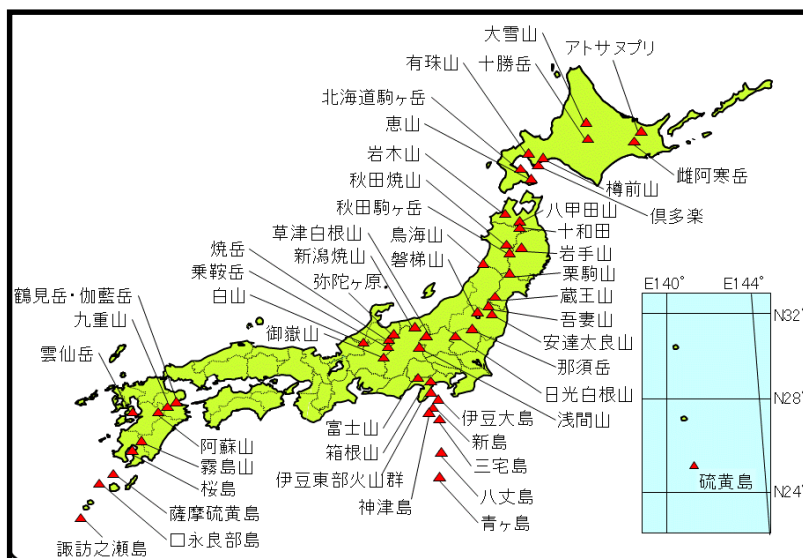 大雪山
アトサヌプリ
有珠山
十勝岳
北海道駒ヶ岳
恵山
岩木山
雌阿寒岳
樽前山
倶多楽
秋田焼山
八甲田山
秋田駒ヶ岳
十和田
草津白根山
鳥海山
岩手山
焼岳
新潟焼山
磐梯山
栗駒山
乗鞍岳
弥陀ヶ原
鶴見岳・伽藍岳
白山
蔵王山
九重山
御嶽山
吾妻山
雲仙岳
安達太良山
那須岳
日光白根山
浅間山
富士山
伊豆大島
箱根山
新島
伊豆東部火山群
三宅島
神津島
八丈島
青ヶ島
阿蘇山
霧島山
桜島
薩摩硫黄島
口永良部島
諏訪之瀬島
E140°
E144°
N32°
N28°
硫黄島
N24°